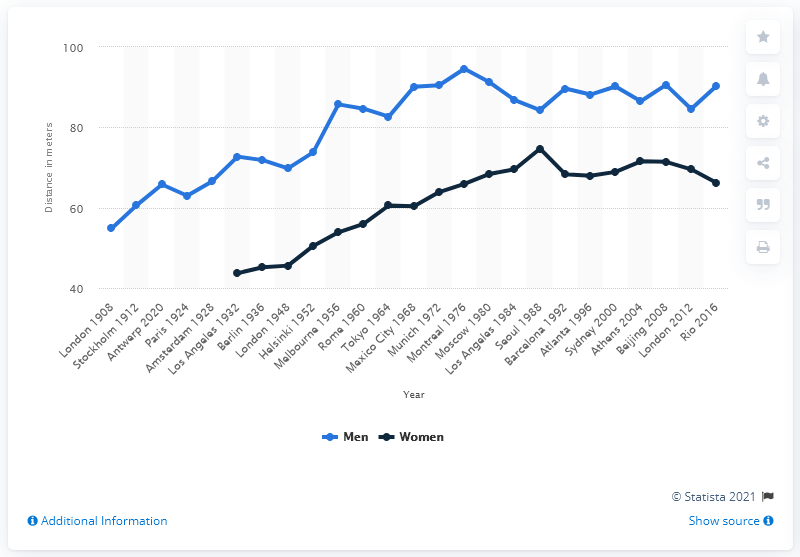 100
80
60
40
Distance in meters
London 1908
Stockholm 1912
Antwerp 2020
Paris 1924
Amsterdam 1928
Los Angeles 1932
Berlin 1936
London 1948
Helsinki 1952
Melbourne 1956
Rome 1960
Tokyo 1964
Mexico City 1968
Munich 1972
Montreal 1976
Moscow 1980
Los Angeles 1984
Seoul 1988
Barcelona 1992
Atlanta 1996
Sydney 2000
Athens 2004
Beijing 2008
London 2012
Rio 2016
Year
Men Women
© Statista 2021
Additional Information Show source